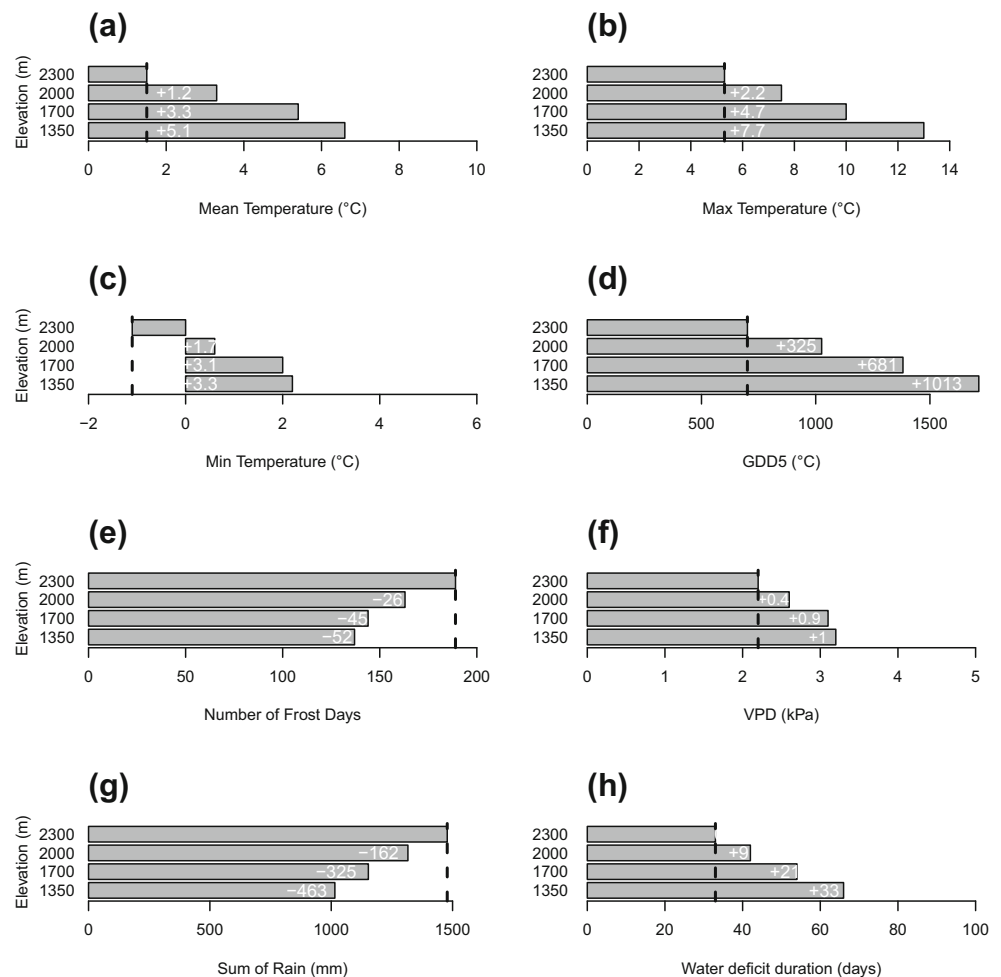 (a)
Elevation (m)
2300
2000
1700
1350
+1.2
+3.3
+5.1
0 2 4 6 8 10
Mean Temperature (°C)
(b)
2300
2000
1700
1350
+2.2
+4.7
+7.7
0 2 4 6 8 10 12 14
Max Temperature (°C)
(c)
Elevation (m)
2300
2000
1700
1350
+1.7
+3.1
+3.3
−2 0 2 4 6
Min Temperature (°C)
(d)
2300
2000
1700
1350
+325
+681
+1013
0 500 1000 1500
GDD5 (°C)
(e)
Elevation (m)
2300
2000
1700
1350
−26
−45
−52
0 50 100 150 200
Number of Frost Days
(f)
2300
2000
1700
1350
+0.4
+0.9
+1
0 1 2 3 4 5
VPD (kPa)
(g)
Elevation (m)
2300
2000
1700
1350
−162
−325
−463
0 500 1000 1500
Sum of Rain (mm)
(h)
2300
2000
1700
1350
+9
+21
+33
0 20 40 60 80 100
Water deficit duration (days)